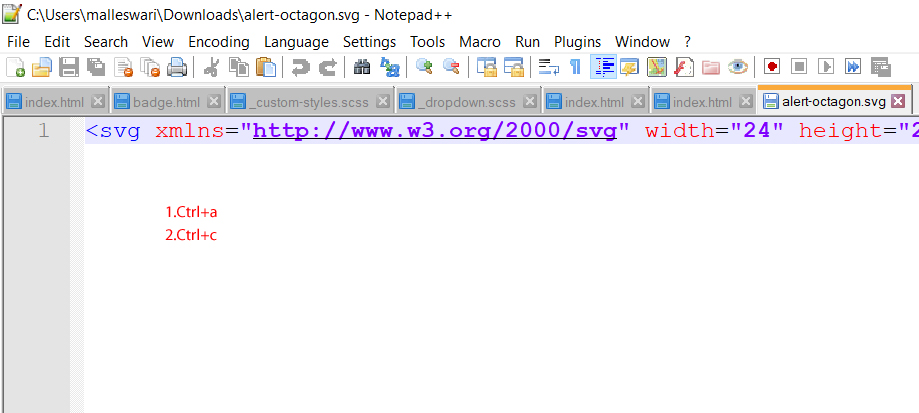 C:\Users\malleswari\Downloads\alert-octagon.svg - Notepad++
File Edit Search View Encoding Language Settings Tools Macro Run Plugins Window ?
index.html badge.html _custom-styles.scss _dropdown.scss index.html index.html alert-octagon.svg
1 <svg xmlns="http://www.w3.org/2000/svg" width="24" height="2
1.Ctrl+a
2.Ctrl+c